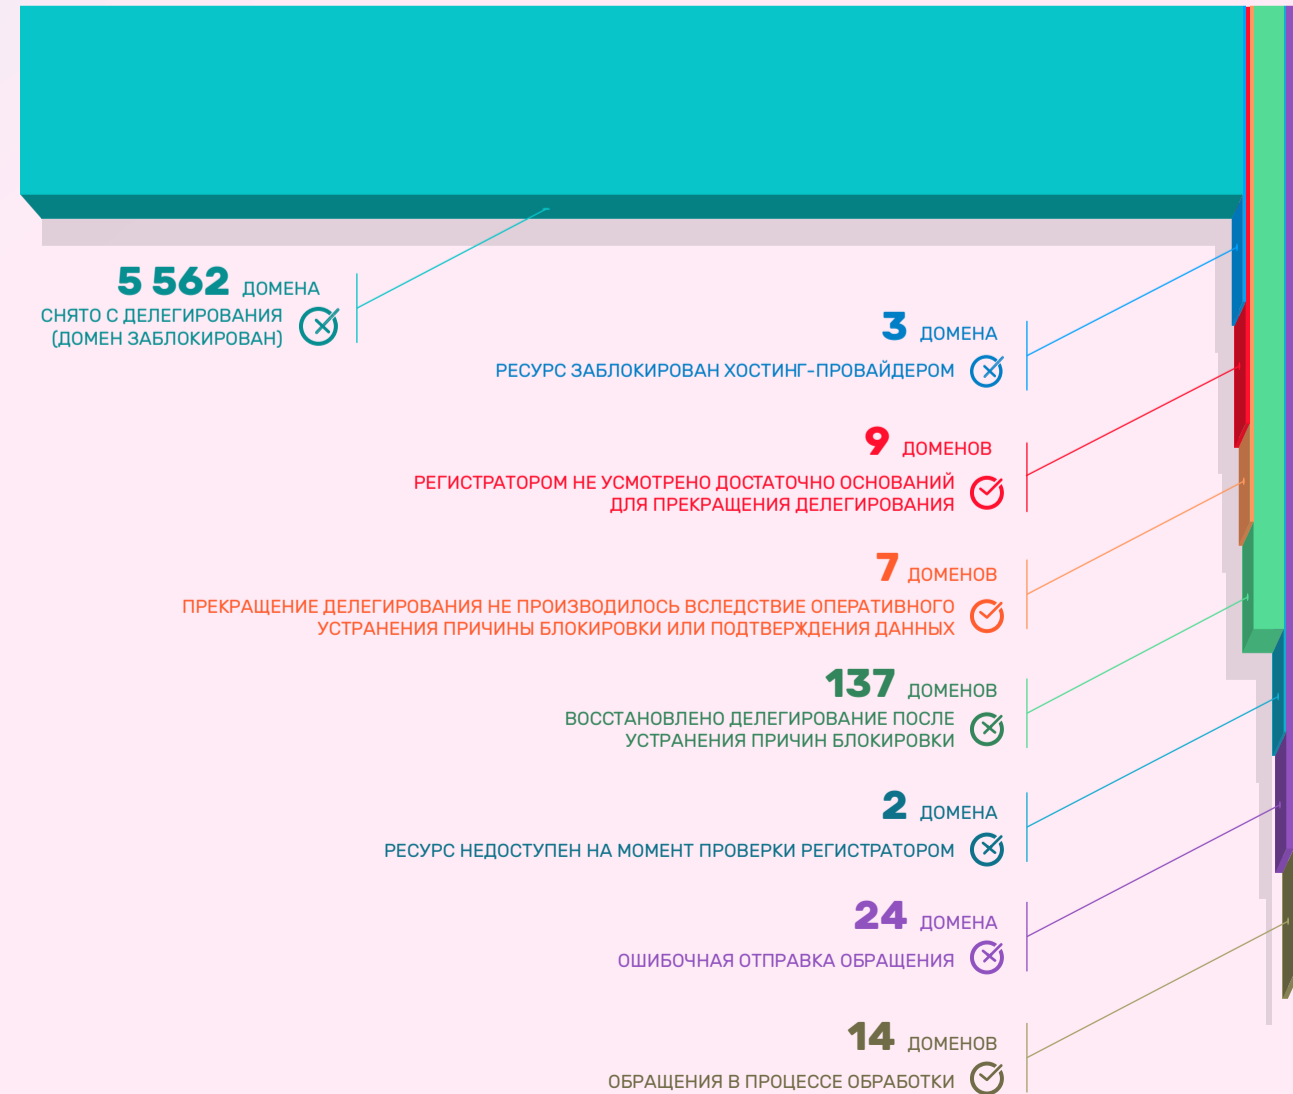 5 562 ДОМЕНА
СНЯТО С ДЕЛЕГИРОВАНИЯ
(ДОМЕН ЗАБЛОКИРОВАН)
3 ДОМЕНА
РЕСУРС ЗАБЛОКИРОВАН ХОСТИНГ-ПРОВАЙДЕРОМ
9 ДОМЕНОВ
РЕГИСТРАТОРОМ НЕ УСМОТРЕНО ДОСТАТОЧНО ОСНОВАНИЙ
ДЛЯ ПРЕКРАЩЕНИЯ ДЕЛЕГИРОВАНИЯ
7 ДОМЕНОВ
ПРЕКРАЩЕНИЕ ДЕЛЕГИРОВАНИЯ НЕ ПРОИЗВОДИЛОСЬ ВСЛЕДСТВИЕ ОПЕРАТИВНОГО
УСТРАНЕНИЯ ПРИЧИНЫ БЛОКИРОВКИ ИЛИ ПОДТВЕРЖДЕНИЯ ДАННЫХ
137 ДОМЕНОВ
ВОССТАНОВЛЕНО ДЕЛЕГИРОВАНИЕ ПОСЛЕ
УСТРАНЕНИЯ ПРИЧИН БЛОКИРОВКИ
2 ДОМЕНА
РЕСУРС НЕДОСТУПЕН НА МОМЕНТ ПРОВЕРКИ РЕГИСТРАТОРОМ
24 ДОМЕНА
ОШИБОЧНАЯ ОТПРАВКА ОБРАЩЕНИЯ
14 ДОМЕНОВ
ОБРАЩЕНИЯ В ПРОЦЕССЕ ОБРАБОТКИ